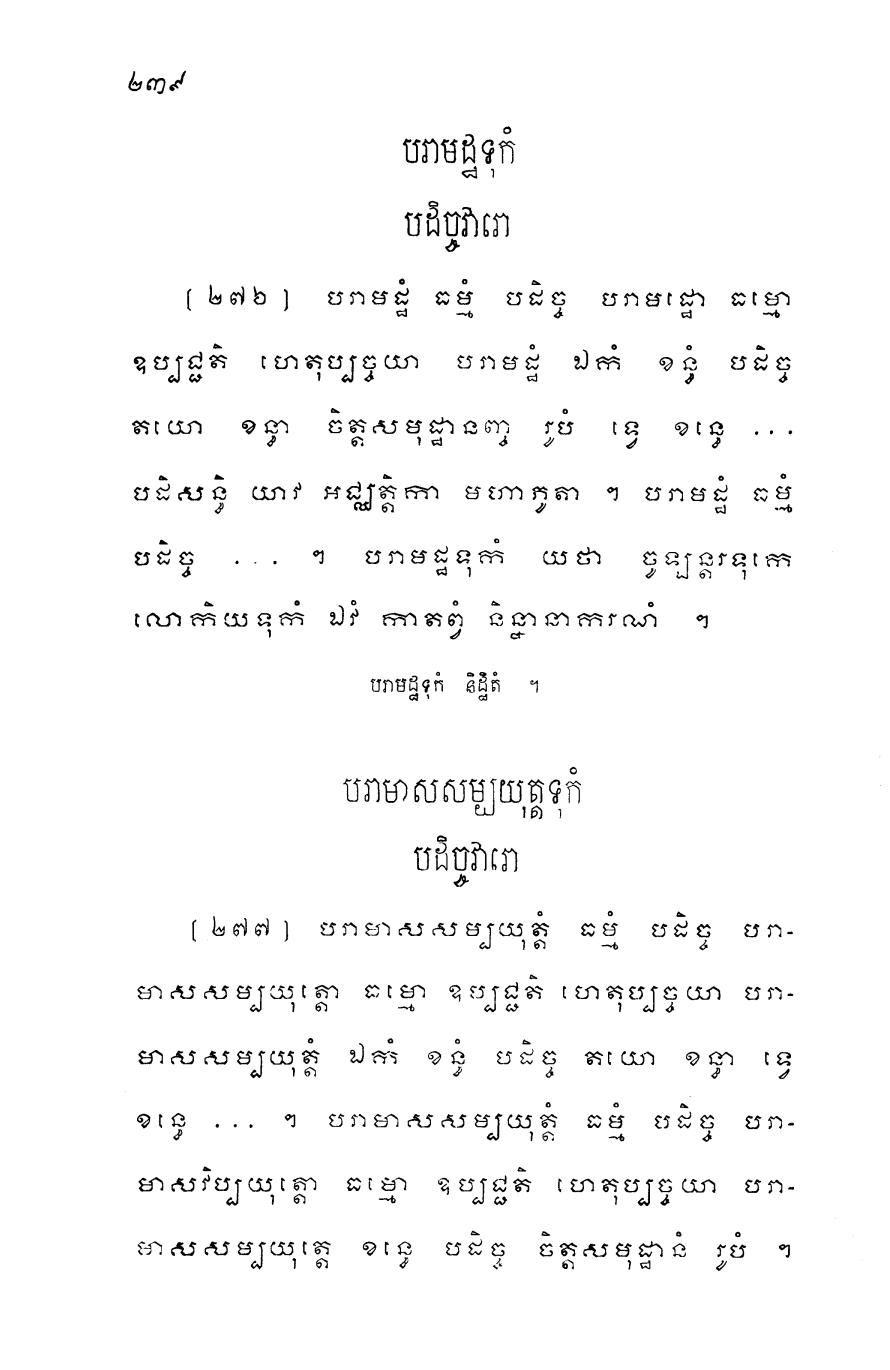 ២៣៩
បរាមដ្ឋទុកំ
បដិច្ចវារោ
[២៧៦] បរាមដ្ឋំ ធម្មំ បដិច្ច បរាមដ្ឋោ ធម្មោ
ឧប្បជ្ជតិ ហេតុប្បច្ចយា បរាមដ្ឋំ ឯកំ ខន្ធំ បដិច្ច
តយោ ខន្ធា ចិត្តសមុដ្ឋានញ្ច រូបំ ទ្វេ ខន្ធេ ...
បដិសន្ធិ យាវ អជ្ឈត្តិកា មហាភូតា ។ បរាមដ្ឋំ ធម្មំ
បដិច្ច ... ។ បរាមដ្ឋទុកំ យថា ចូឡន្តរទុកេ
លោកិយទុកំ ឯវំ កាតព្វំ និន្នានាករណំ ។
បរាមដ្ឋទុកំ និដ្ឋិតំ ។
បរាមាសសម្បយុត្តទុកំ
បដិច្ចវារោ
[២៧៧] បរាមាសសម្បយុត្តំ ធម្មំ បដិច្ច បរា-
មាសសម្បយុត្តោ ធម្មោ ឧប្បជ្ជតិ ហេតុប្បច្ចយា បរា-
មាសសម្បយុត្តំ ឯកំ ខន្ធំ បដិច្ច តយោ ខន្ធា ទ្វេ
ខន្ធេ ... ។ បរាមាសសម្បយុត្តំ ធម្មំ បដិច្ច បរា-
មាសវិប្បយុត្តោ ធម្មោ ឧប្បជ្ជតិ ហេតុប្បច្ចយា បរា-
មាសសម្បយុត្តេ ខន្ធេ បដិច្ច ចិត្តសមុដ្ឋានំ រូបំ ។